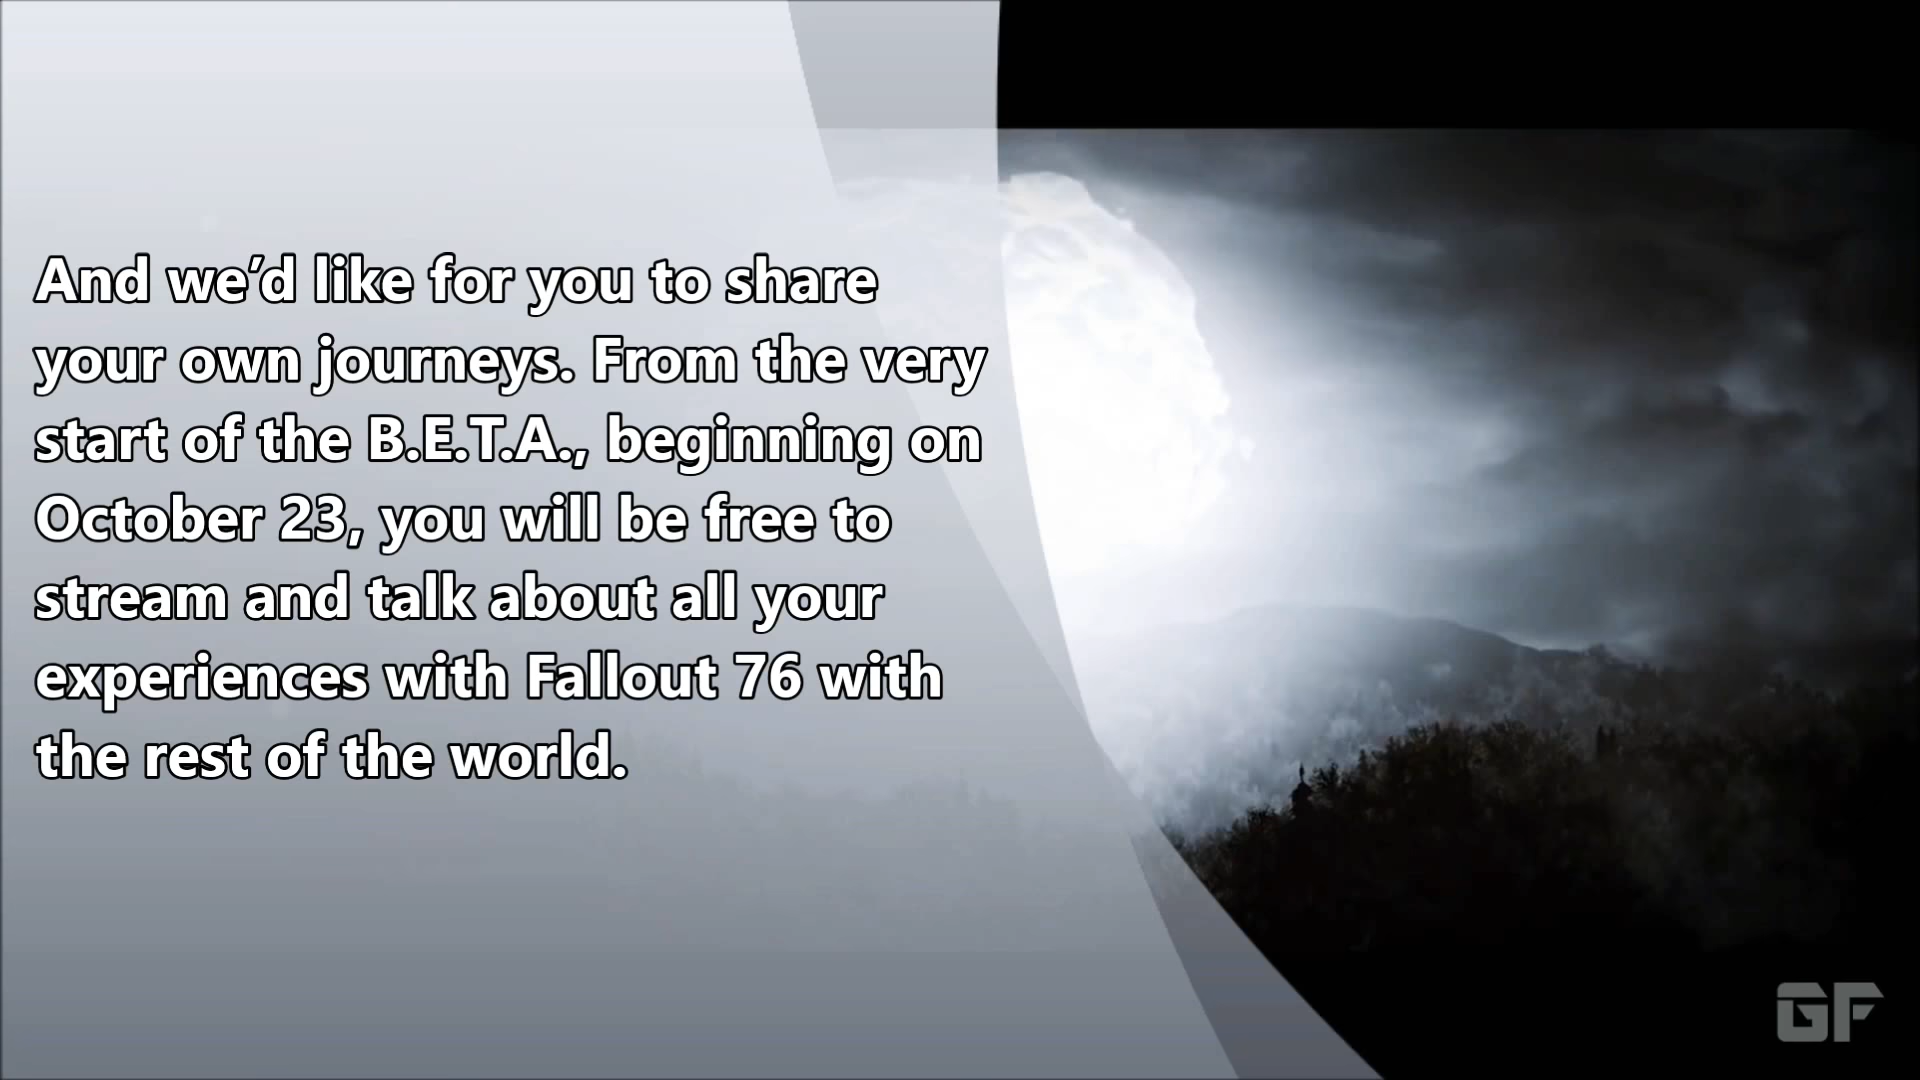 And we’d like for you to share
your own journeys. From the very
start of the B.E.T.A., beginning on
October 23, you will be free to
stream and talk about all your
experiences with Fallout 76 with
the rest of the world.
GF